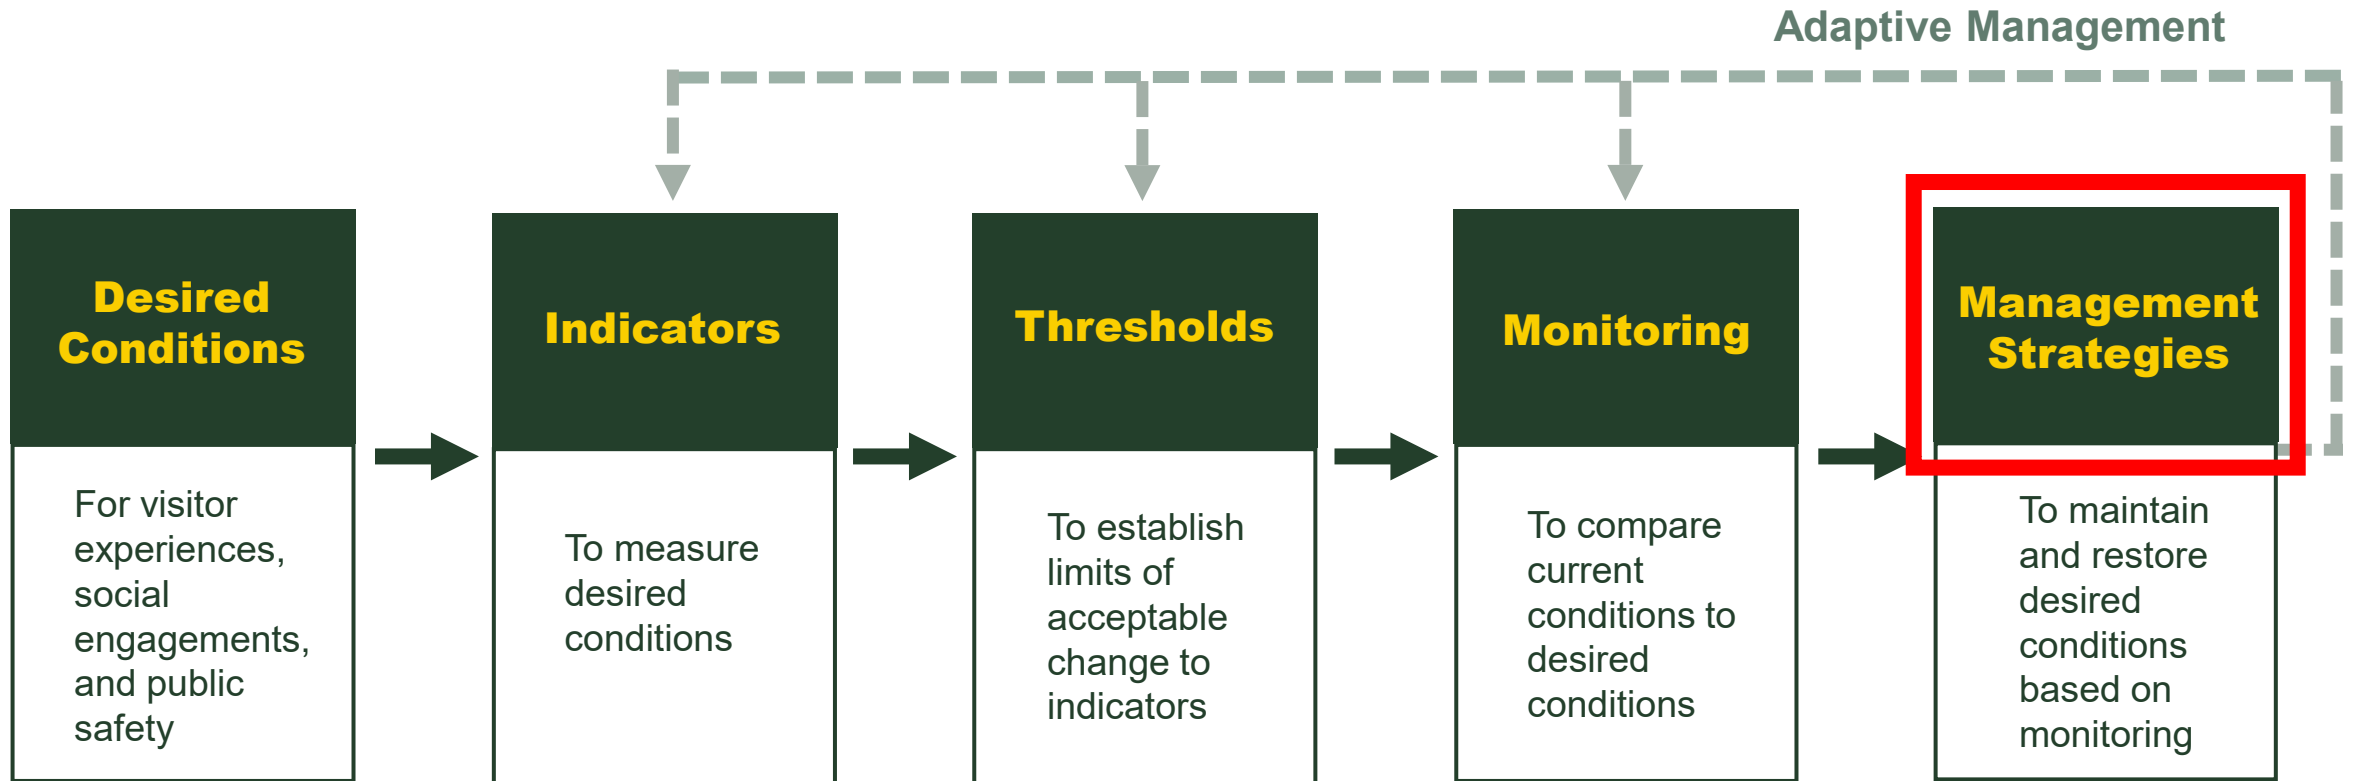 Adaptive Management
Desired
Conditions
For visitor
experiences,
social
engagements,
and public
safety
Indicators
To measure
desired
conditions
Thresholds
To establish
limits of
acceptable
change to
indicators
Monitoring
To compare
current
conditions to
desired
conditions
Management
Strategies
To maintain
and restore
desired
conditions
based on
monitoring